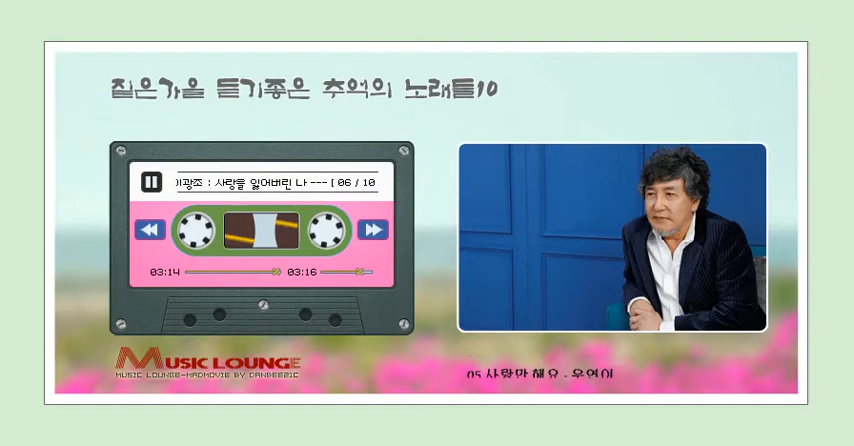 짙은가을 듣기좋은 추억의 노래들10
이광조 : 사랑을 잃어버린 나 --- [ 06 / 10
03:14
03:16
MUSIC LOUNGE
MUSIC LOUNGE-MADMOVIE BY DANBEE21C
05 사랑만 해요 - 우연이